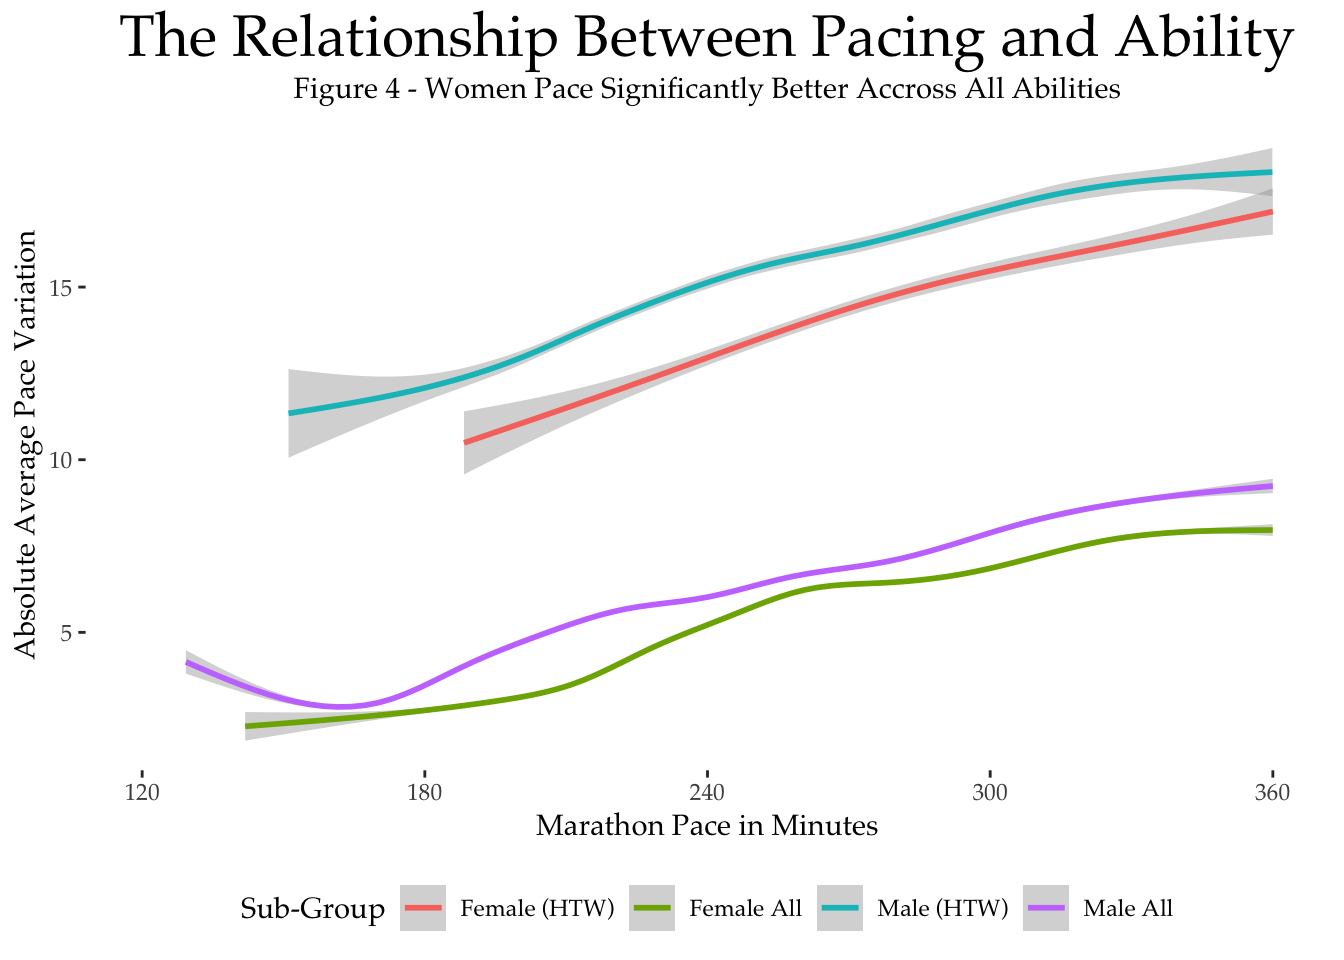 The Relationship Between Pacing and Ability
Figure 4 - Women Pace Significantly Better Accross All Abilities
Absolute Average Pace Variation
15
10
5
120 180 240 300 360
Marathon Pace in Minutes
Sub-Group Female (HTW) Female All Male (HTW) Male All